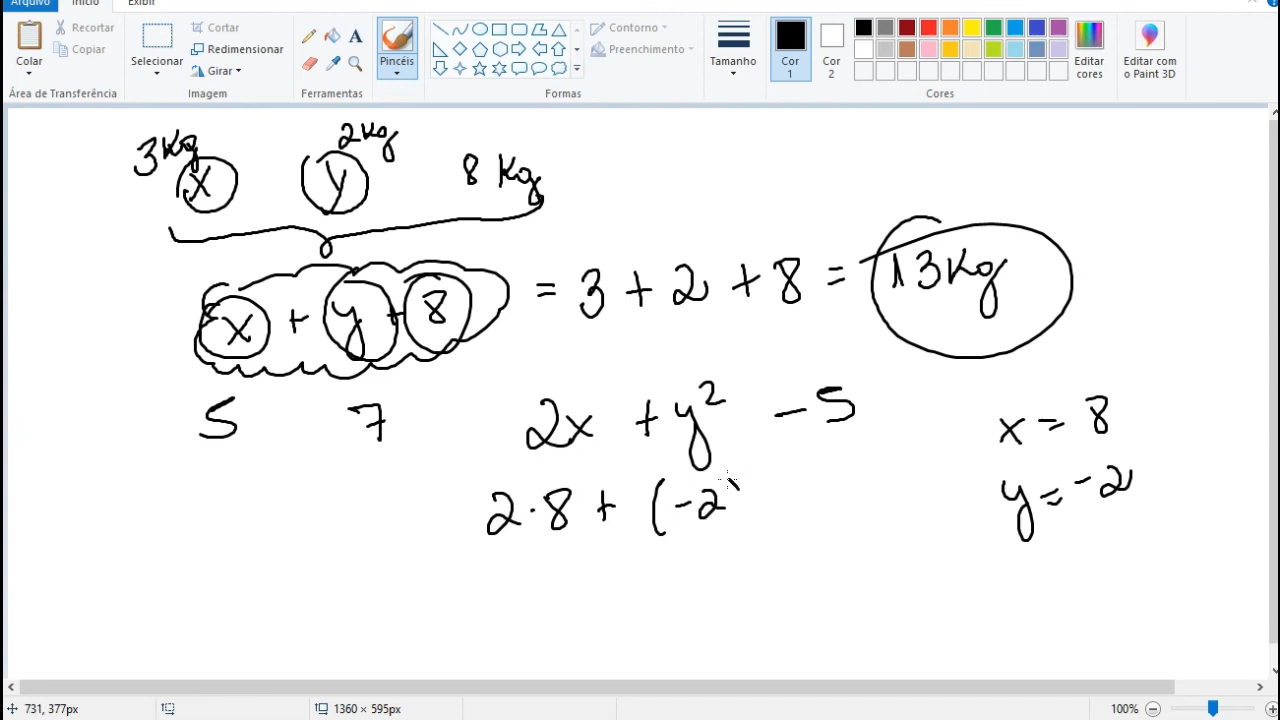 Arquivo Início Exibir
Colar
Recortar
Copiar
Área de Transferência
Selecionar
Cortar
Redimensionar
Girar
Imagem
A
Ferramentas
Pincéis
Contorno
Preenchimento
Formas
Tamanho
Cor 1
Cor 2
Editar cores
Editar com o Paint 3D
Cores
3Kg 2Kg
x y 8 Kg
x + y + 8 = 3 + 2 + 8 = 13Kg
5 7 2x + y² - 5 x = 8
2·8 + (-2 y = -2
731, 377px
1360 × 595px
100%